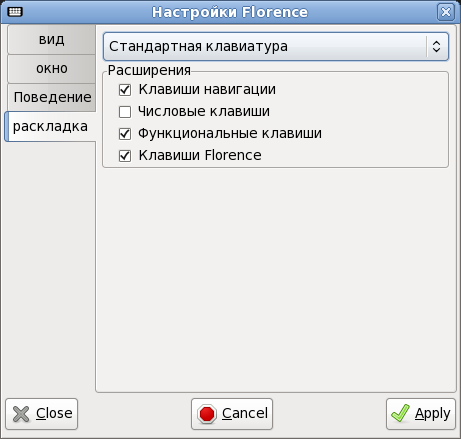 Настройки Florence
вид
окно
Поведение
раскладка
Стандартная клавиатура
Расширения
Клавиши навигации
Числовые клавиши
Функциональные клавиши
Клавиши Florence
Close
Cancel
Apply